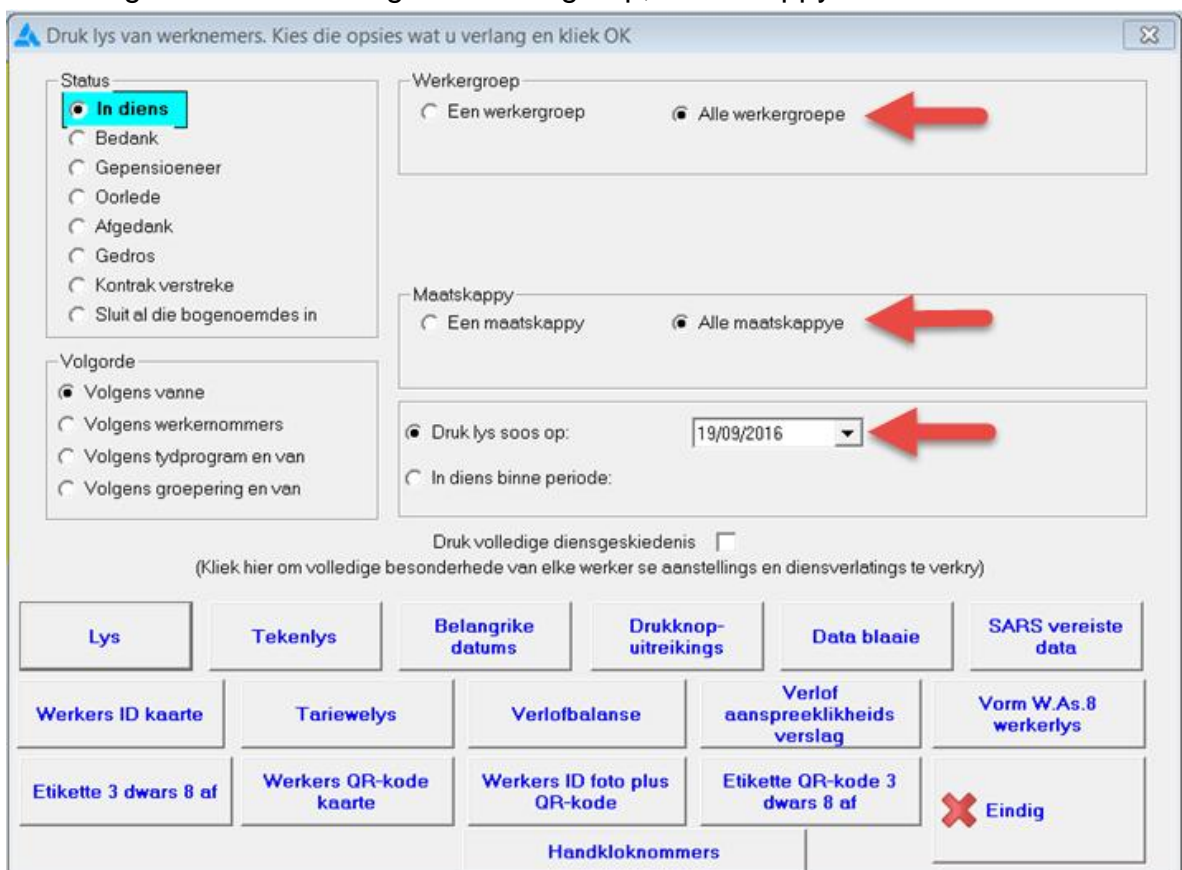 Druk lys van werknemers. Kies die opsies wat u verlang en kliek OK
Status
In diens
Bedank
Gepensioeneer
Oorlede
Afgedank
Gedros
Kontrak verstreke
Sluit al die bogenoemdes in
Werkergroep
Een werkergroep
Alle werkergroepe
Maatskappy
Een maatskappy
Alle maatskappye
Volgorde
Volgens vanne
Volgens werkernommers
Volgens tydprogram en van
Volgens groepering en van
Druk lys soos op:
19/09/2016
In diens binne periode:
Druk volledige diensgeskiedenis
(Kliek hier om volledige besonderhede van elke werker se aanstellings en diensverlatings te verkry)
Lys
Tekenlys
Belangrike
datums
Drukknop-
uitreikings
Data blaaie
SARS vereiste
data
Werkers ID kaarte
Tariewelys
Verlofbalanse
Verlof
aanspreeklikheids
verslag
Vorm W.As.8
werkerlys
Etikette 3 dwars 8 af
Werkers QR-kode
kaarte
Werkers ID foto plus
QR-kode
Etikette QR-kode 3
dwars 8 af
Eindig
Handkloknommers